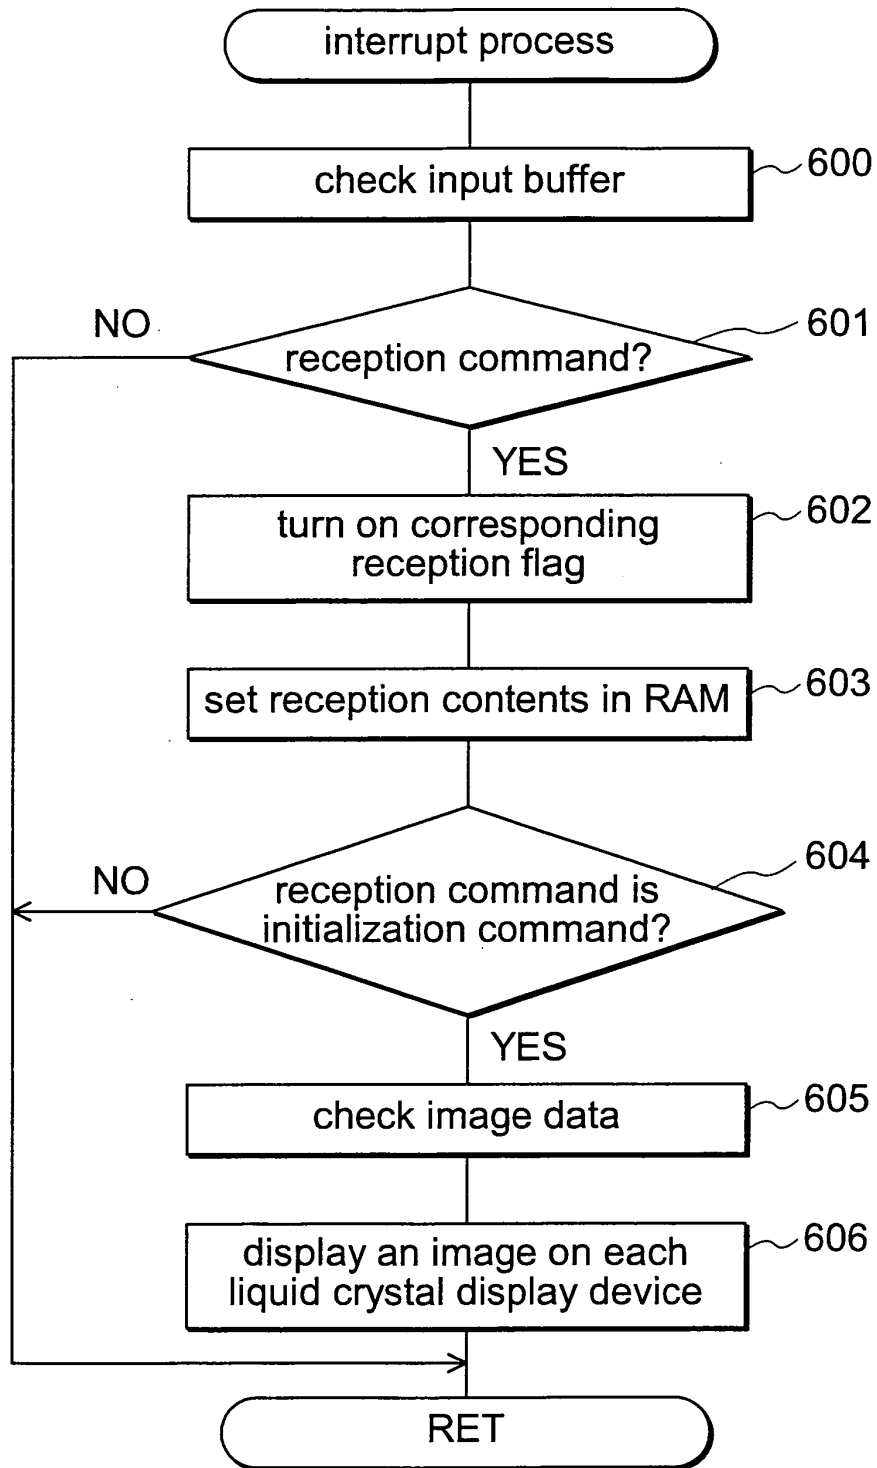 interrupt process
check input buffer
600
NO
reception command?
601
YES
turn on corresponding
reception flag
602
set reception contents in RAM
603
NO
reception command is
initialization command?
604
YES
check image data
605
display an image on each
liquid crystal display device
606
RET